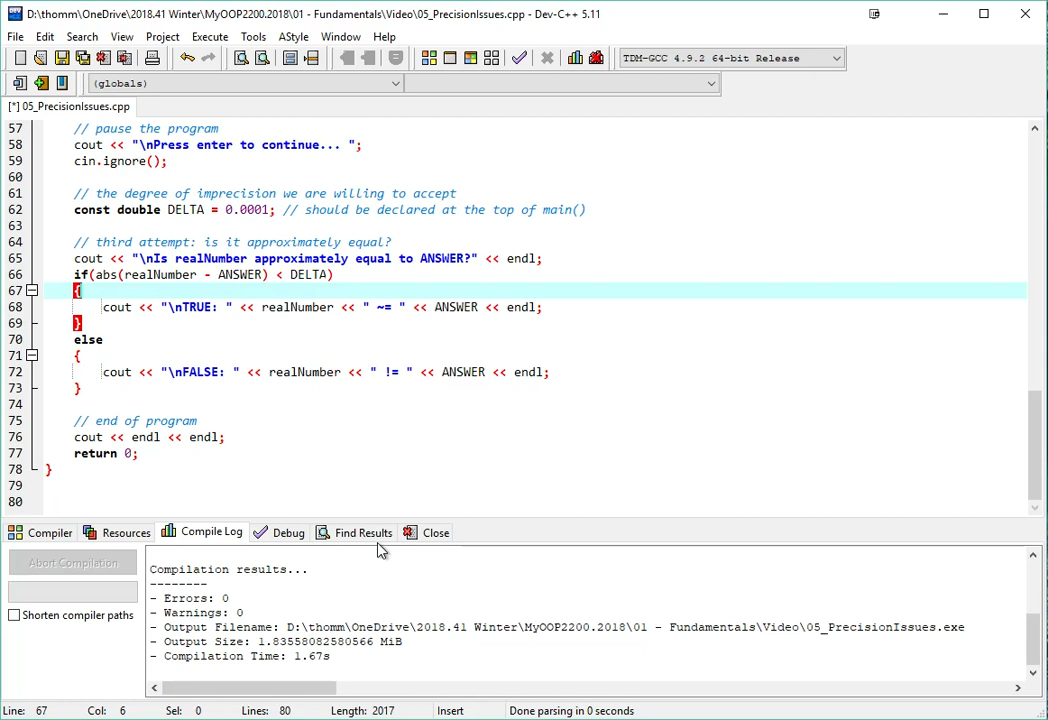 D:\thomm\OneDrive\2018.41 Winter\MyOOP2200.2018\01 - Fundamentals\Video\05_PrecisionIssues.cpp - Dev-C++ 5.11
File Edit Search View Project Execute Tools AStyle Window Help
TDM-GCC 4.9.2 64-bit Release
(globals)
[*] 05_PrecisionIssues.cpp
57 // pause the program
58 cout << "\nPress enter to continue... ";
59 cin.ignore();
60
61 // the degree of imprecision we are willing to accept
62 const double DELTA = 0.0001; // should be declared at the top of main()
63
64 // third attempt: is it approximately equal?
65 cout << "\nIs realNumber approximately equal to ANSWER?" << endl;
66 if(abs(realNumber - ANSWER) < DELTA)
67 {
68 cout << "\nTRUE: " << realNumber << " ~= " << ANSWER << endl;
69 }
70 else
71 {
72 cout << "\nFALSE: " << realNumber << " != " << ANSWER << endl;
73 }
74
75 // end of program
76 cout << endl << endl;
77 return 0;
78 }
79
80
Compiler Resources Compile Log Debug Find Results Close
Abort Compilation
Shorten compiler paths
Compilation results...
--------
- Errors: 0
- Warnings: 0
- Output Filename: D:\thomm\OneDrive\2018.41 Winter\MyOOP2200.2018\01 - Fundamentals\Video\05_PrecisionIssues.exe
- Output Size: 1.83558082580566 MiB
- Compilation Time: 1.67s
Line: 67 Col: 6 Sel: 0 Lines: 80 Length: 2017 Insert Done parsing in 0 seconds